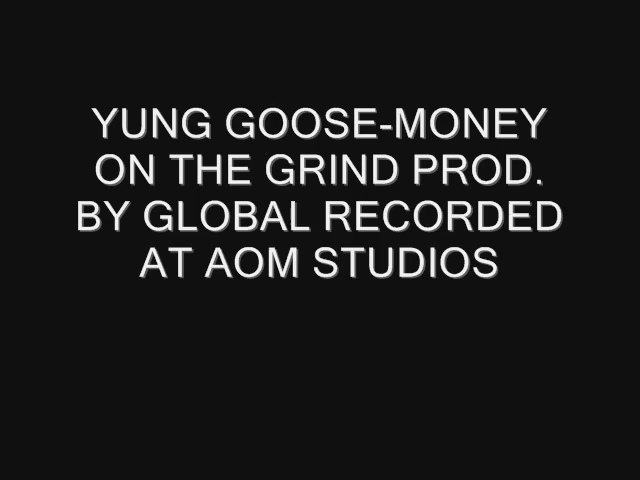 YUNG GOOSE-MONEY
ON THE GRIND PROD.
BY GLOBAL RECORDED
AT AOM STUDIOS